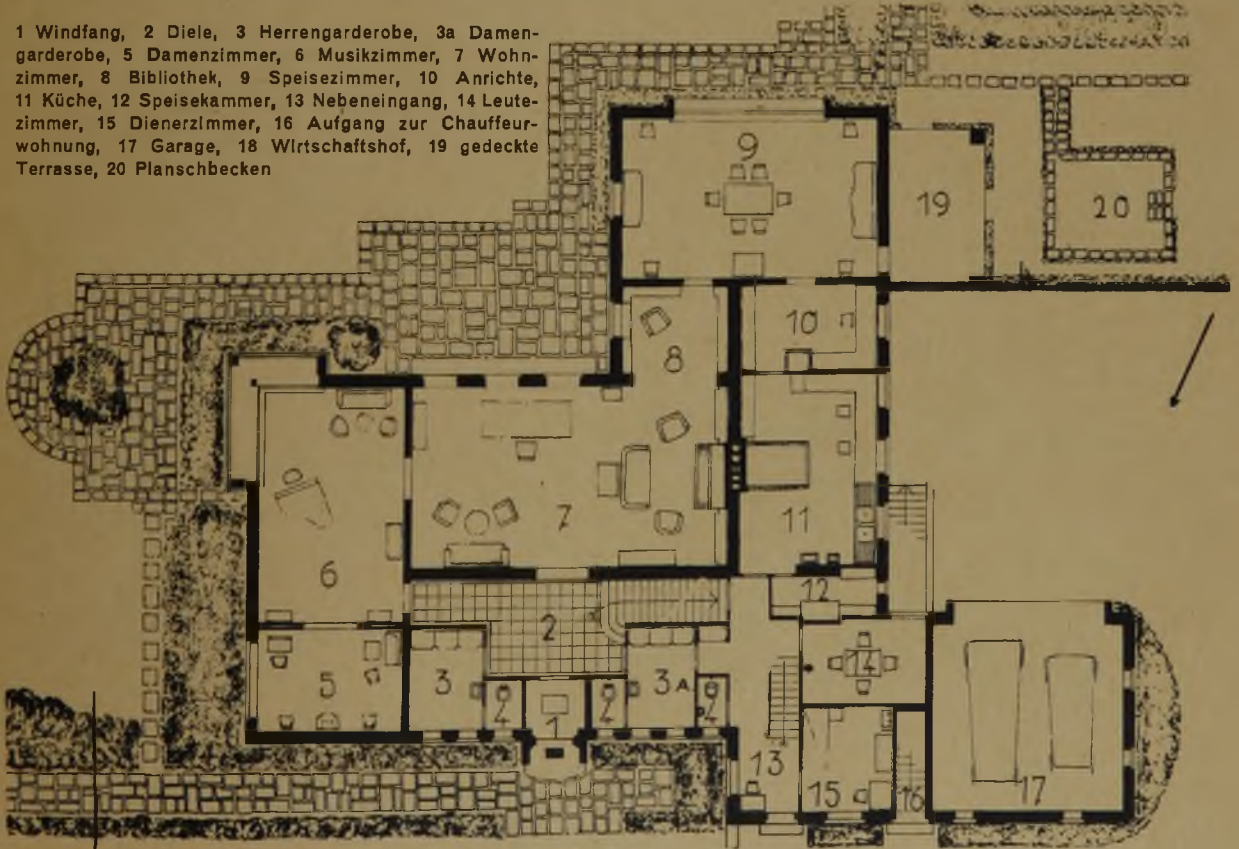 1 Windfang, 2 Diele, 3 Herrengarderobe, 3a Damen-
garderobe, 5 Damenzimmer, 6 Musikzimmer, 7 Wohn-
zimmer, 8 Bibliothek, 9 Speisezimmer, 10 Anrichte,
11 Küche, 12 Speisekammer, 13 Nebeneingang, 14 Leute-
zimmer, 15 Dienerzimmer, 16 Aufgang zur Chauffeur-
wohnung, 17 Garage, 18 Wirtschaftshof, 19 gedeckte
Terrasse, 20 Planschbecken
9
19
20
10
8
11
7
6
12
2
14
5
3
4
1
4
3A
4
13
15
16
17